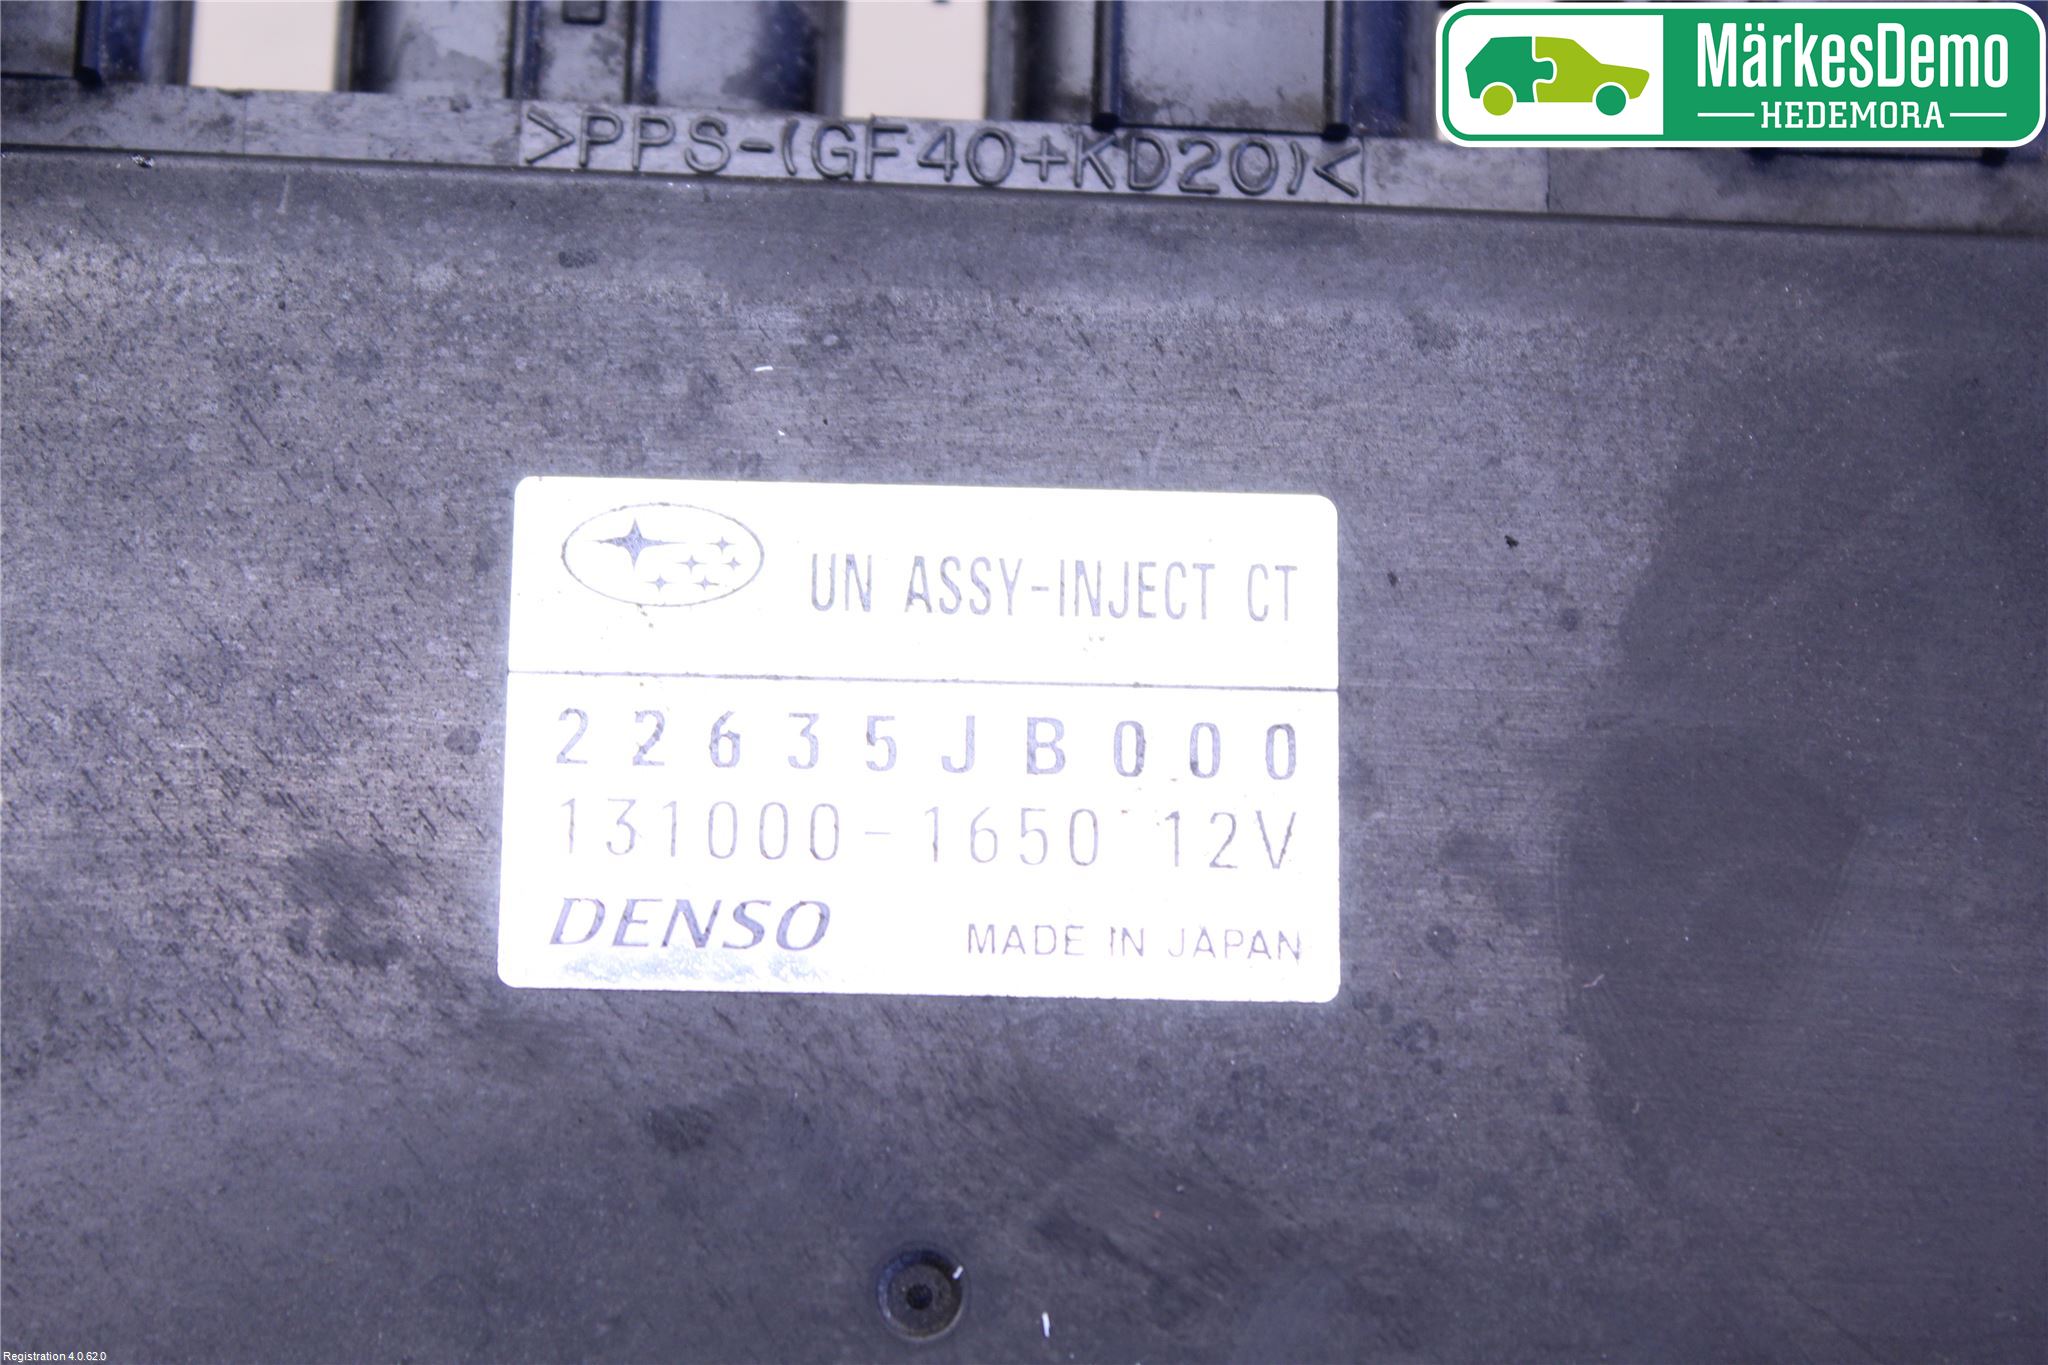 MärkesDemo
HEDEMORA
>PPS-(GF40+KD20)<
UN ASSY-INJECT CT
22635JB000
131000-1650 12V
DENSO MADE IN JAPAN
Registration 4.0.62.0